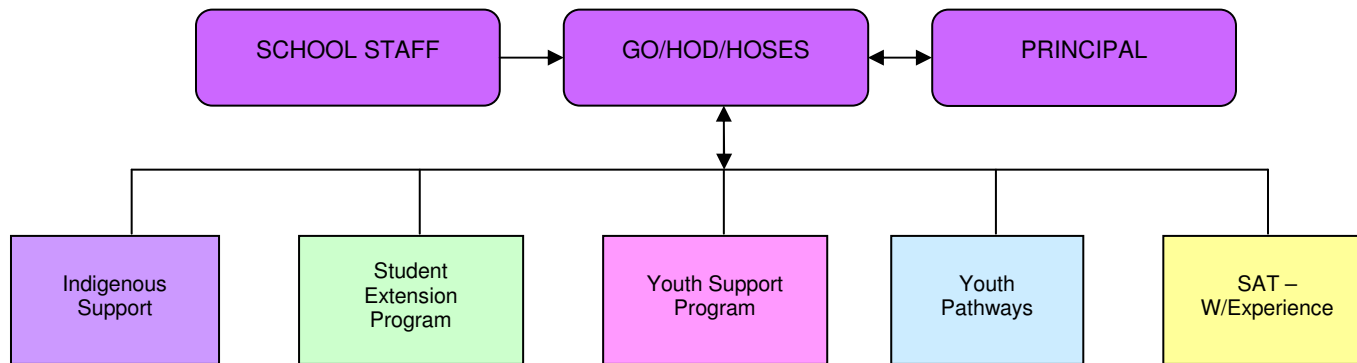 SCHOOL STAFF
GO/HOD/HOSES
PRINCIPAL
Indigenous
Support
Student
Extension
Program
Youth Support
Program
Youth
Pathways
SAT –
W/Experience